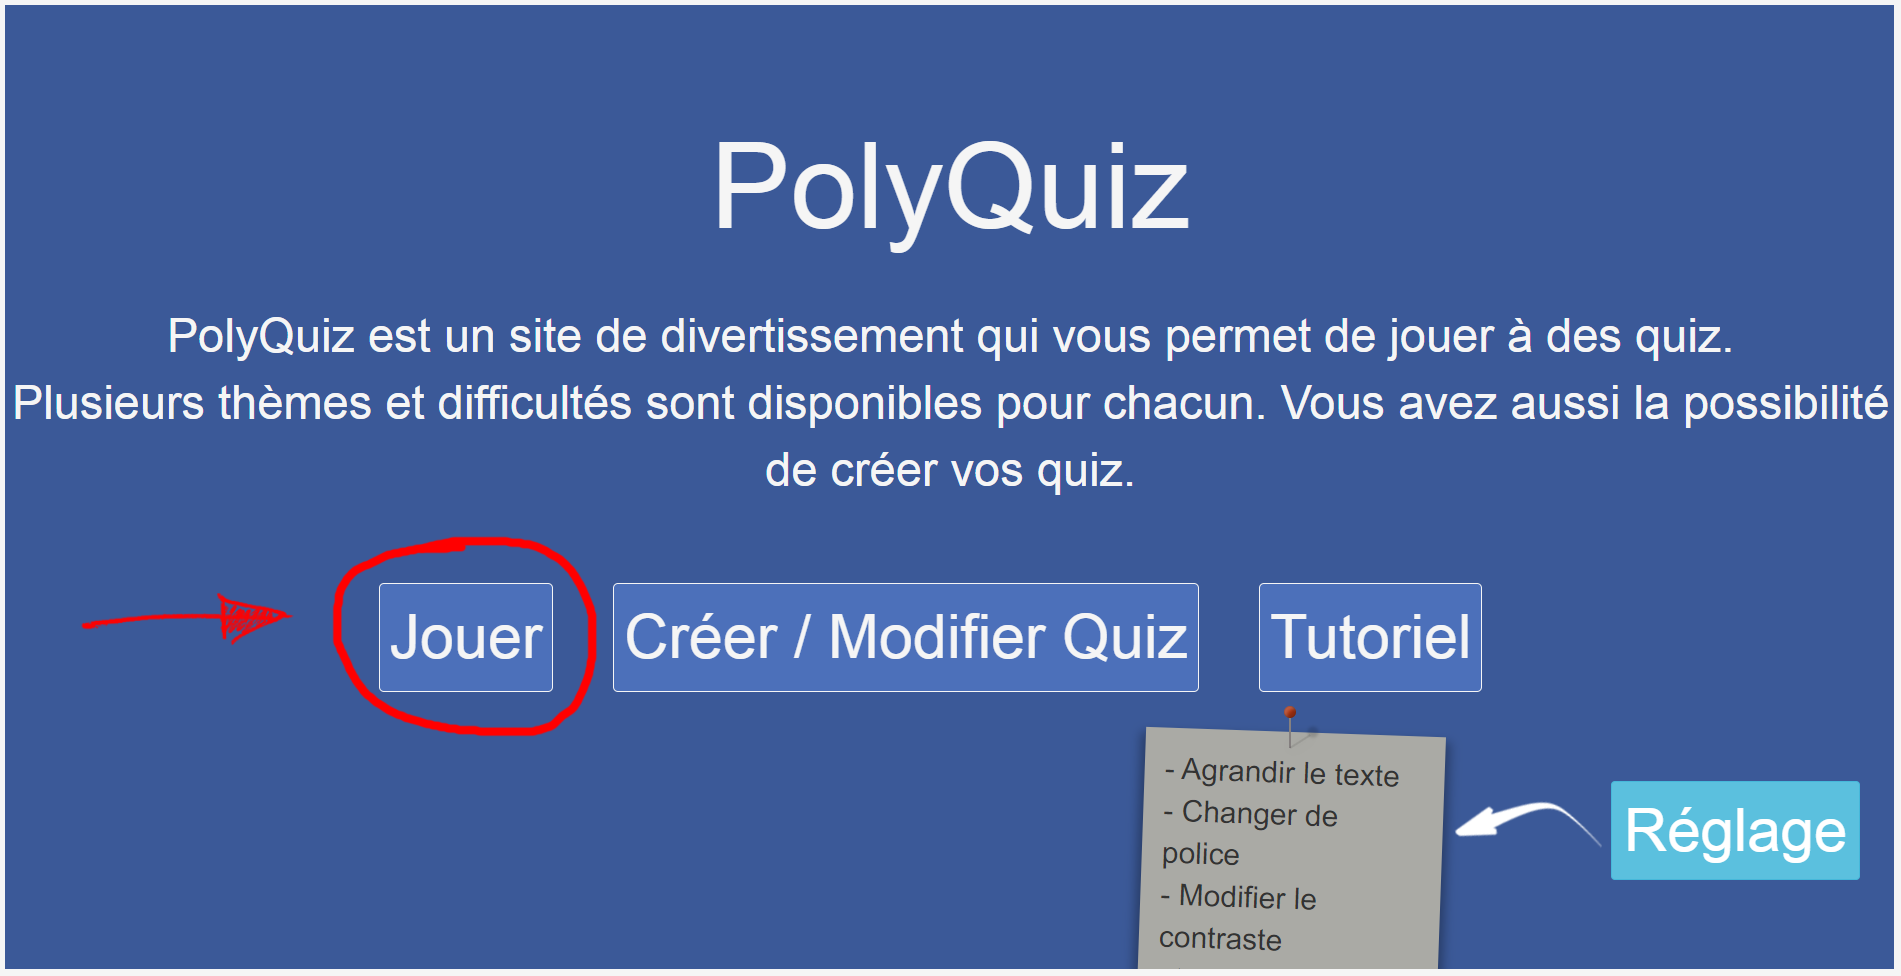 PolyQuiz
PolyQuiz est un site de divertissement qui vous permet de jouer à des quiz.
Plusieurs thèmes et difficultés sont disponibles pour chacun. Vous avez aussi la possibilité
de créer vos quiz.
Jouer
Créer / Modifier Quiz
Tutoriel
- Agrandir le texte
- Changer de
police
- Modifier le
contraste
Réglage